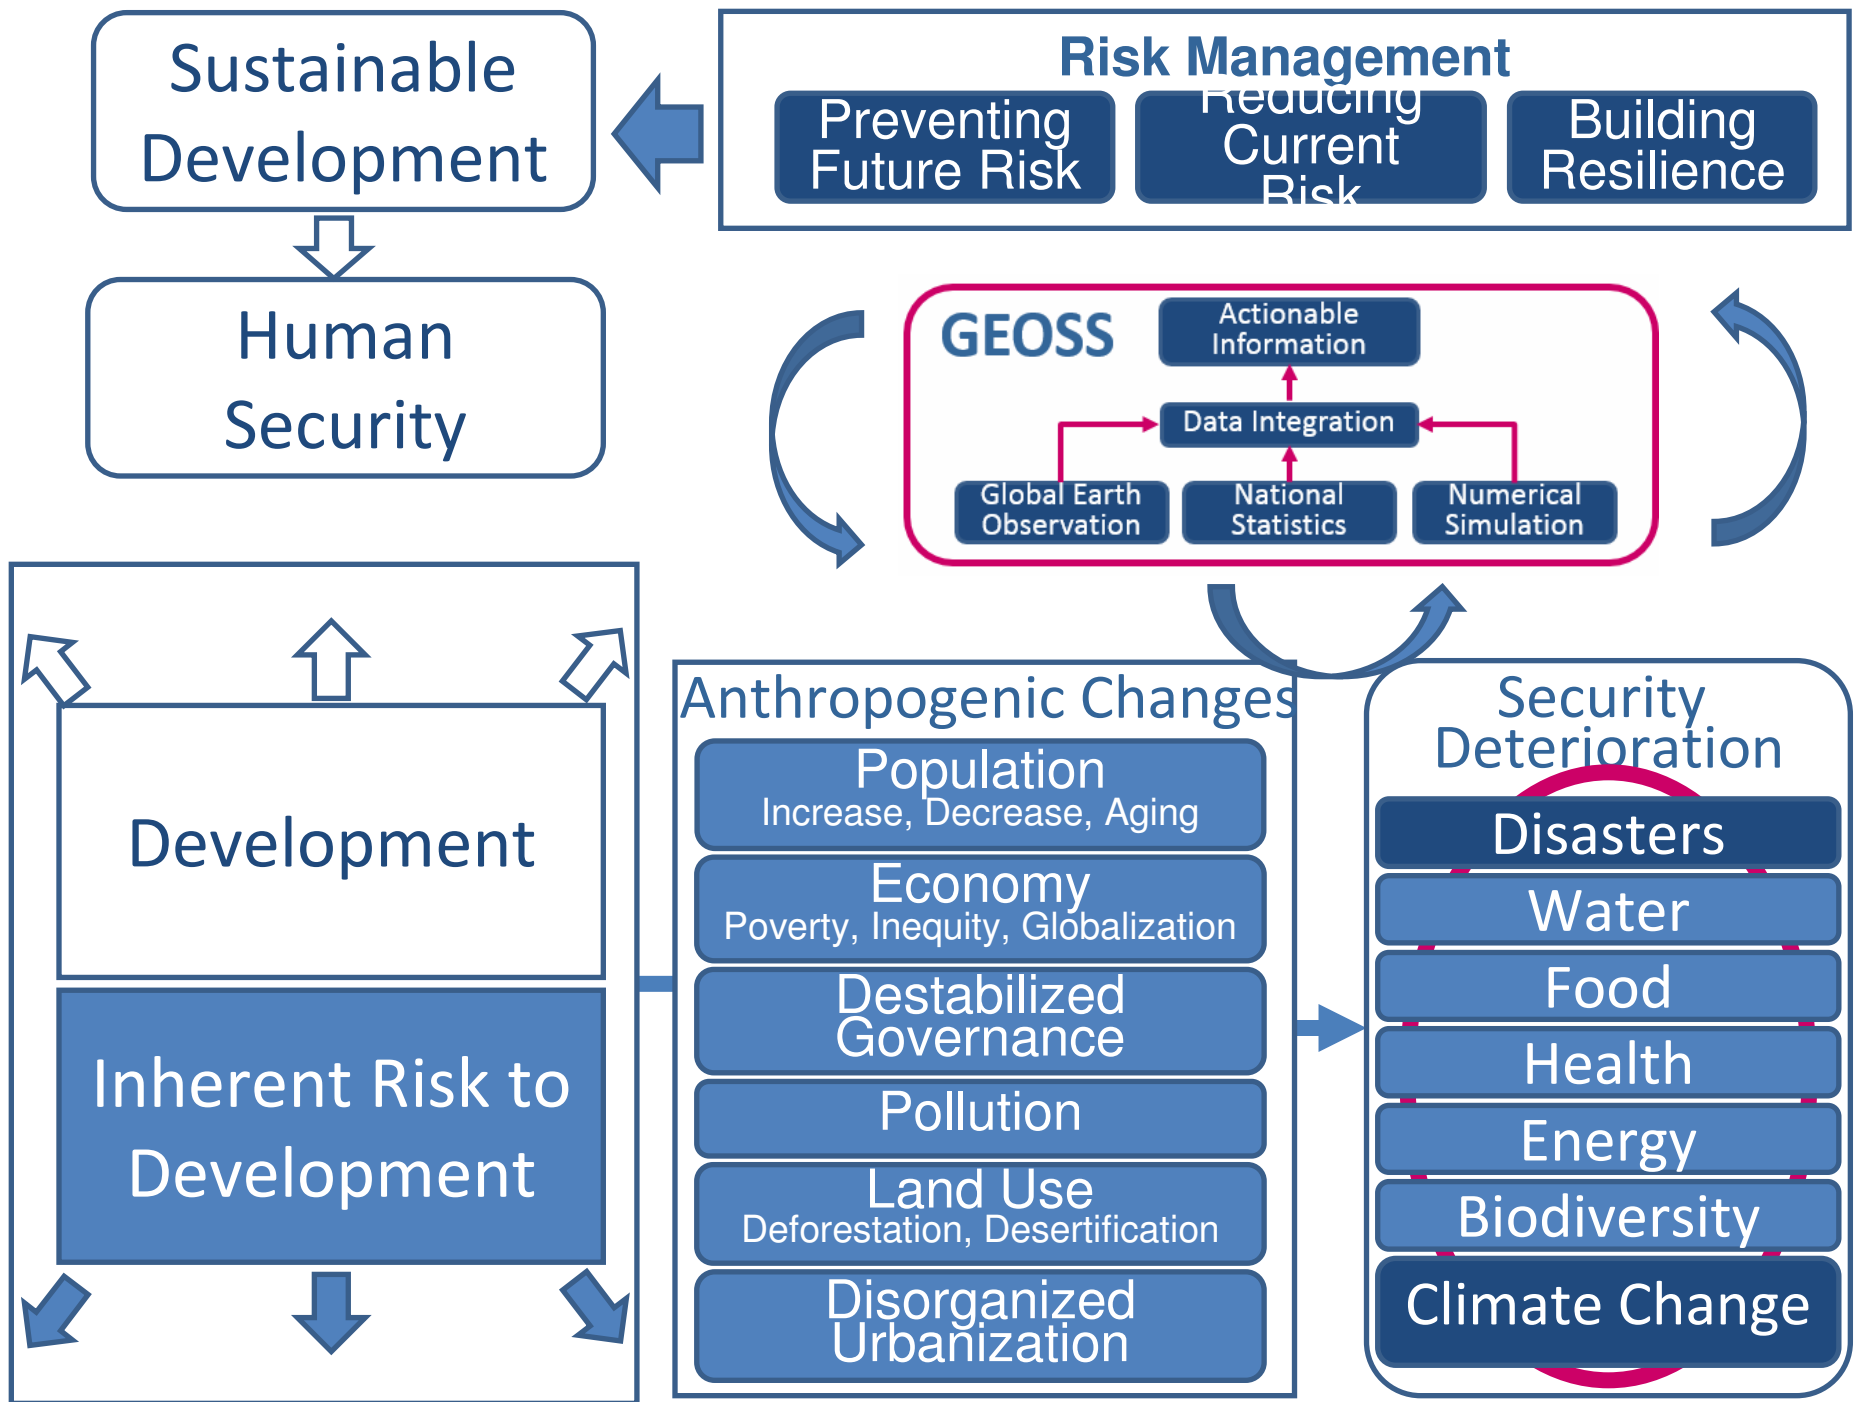 Sustainable
Development
Risk Management
Preventing
Future Risk
Reducing
Current
Risk
Building
Resilience
Human
Security
GEOSS
Actionable
Information
Data Integration
Global Earth
Observation
National
Statistics
Numerical
Simulation
Development
Inherent Risk to
Development
Anthropogenic Changes
Population
Increase, Decrease, Aging
Economy
Poverty, Inequity, Globalization
Destabilized
Governance
Pollution
Land Use
Deforestation, Desertification
Disorganized
Urbanization
Security
Deterioration
Disasters
Water
Food
Health
Energy
Biodiversity
Climate Change